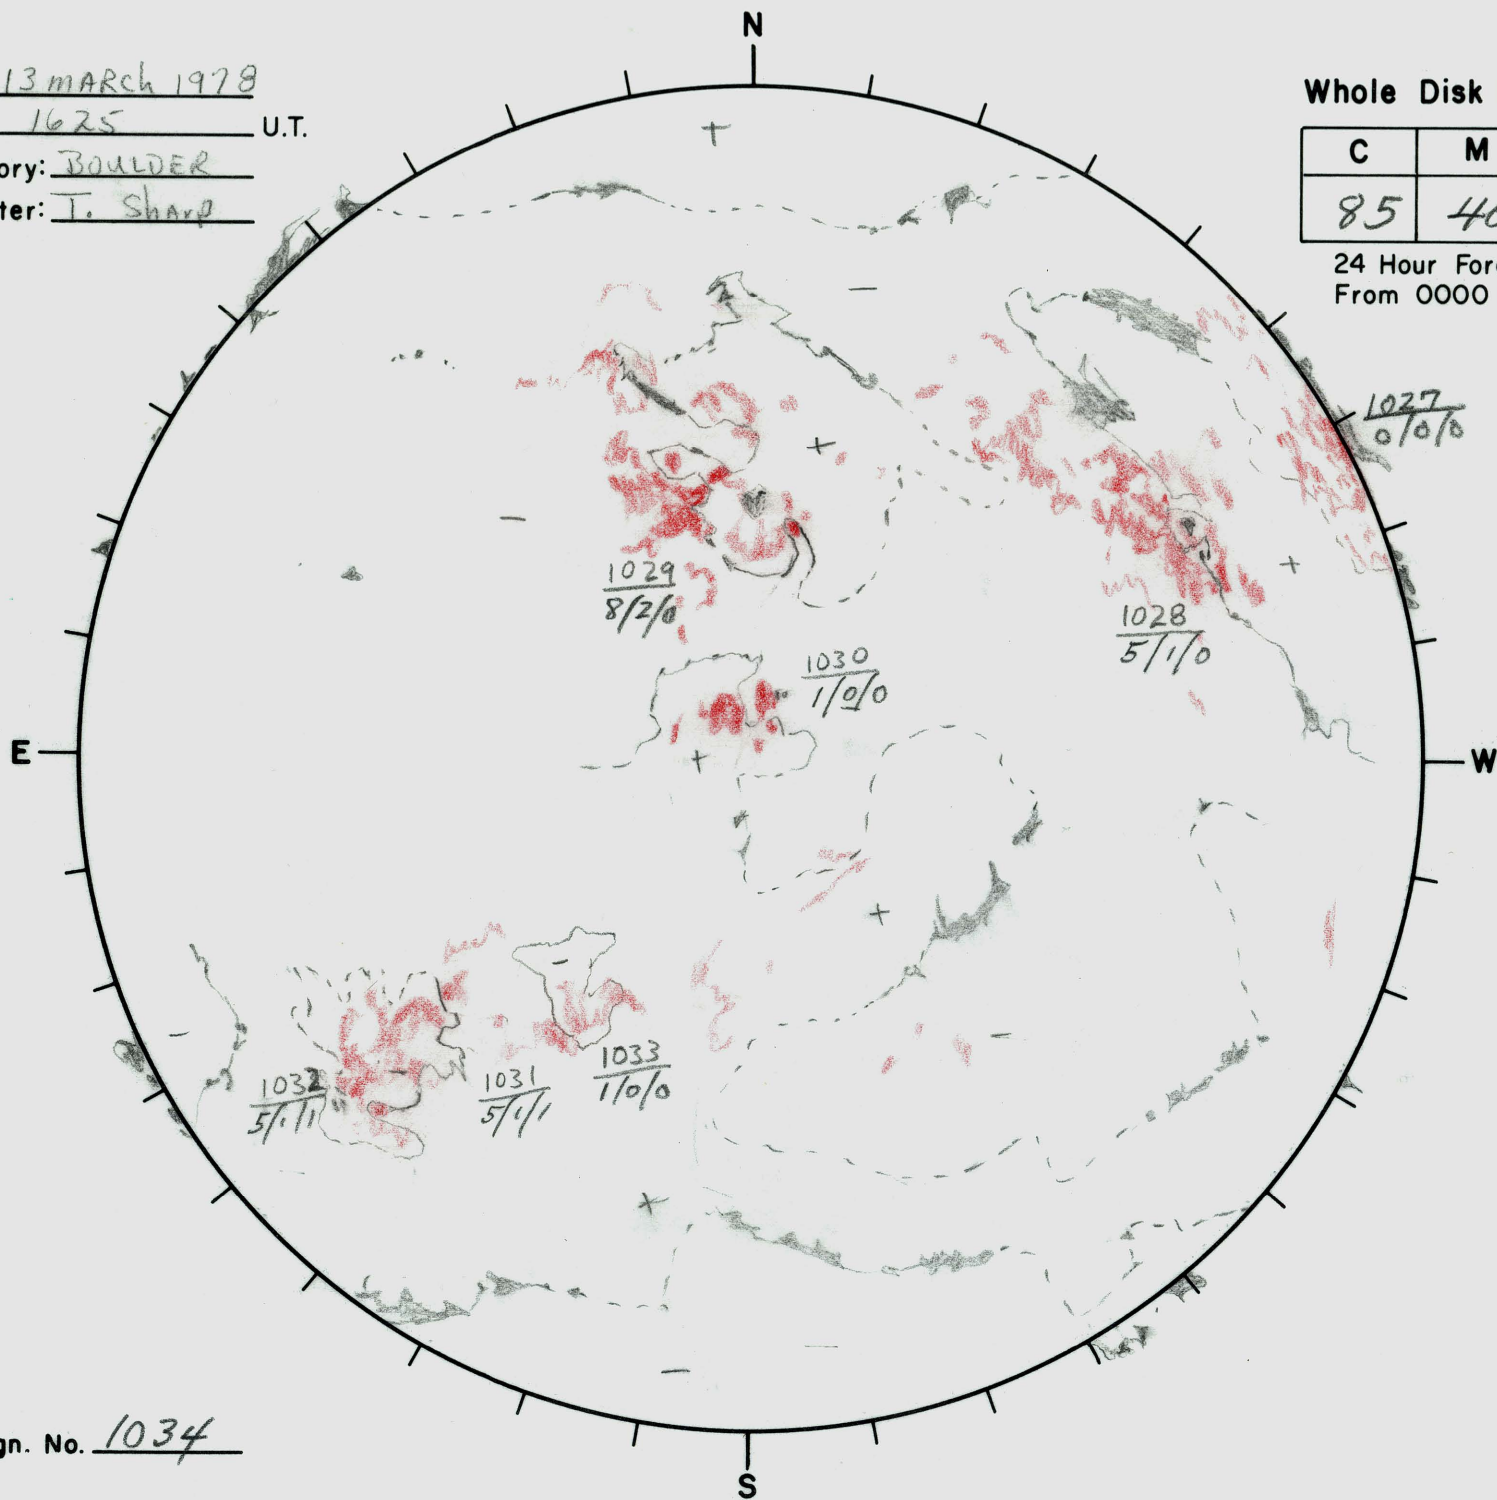 N
13 MARCh 1978
1625 U.T.
ory: BOULDER
ter: T. Sharp
Whole Disk
C M
85 40
24 Hour Fore
From 0000
1027
0/0/0
1029
8/2/0
1028
5/1/0
1030
1/0/0
E
W
1033
1/0/0
1032
5/1/1
1031
5/1/1
gn. No. 1034
S